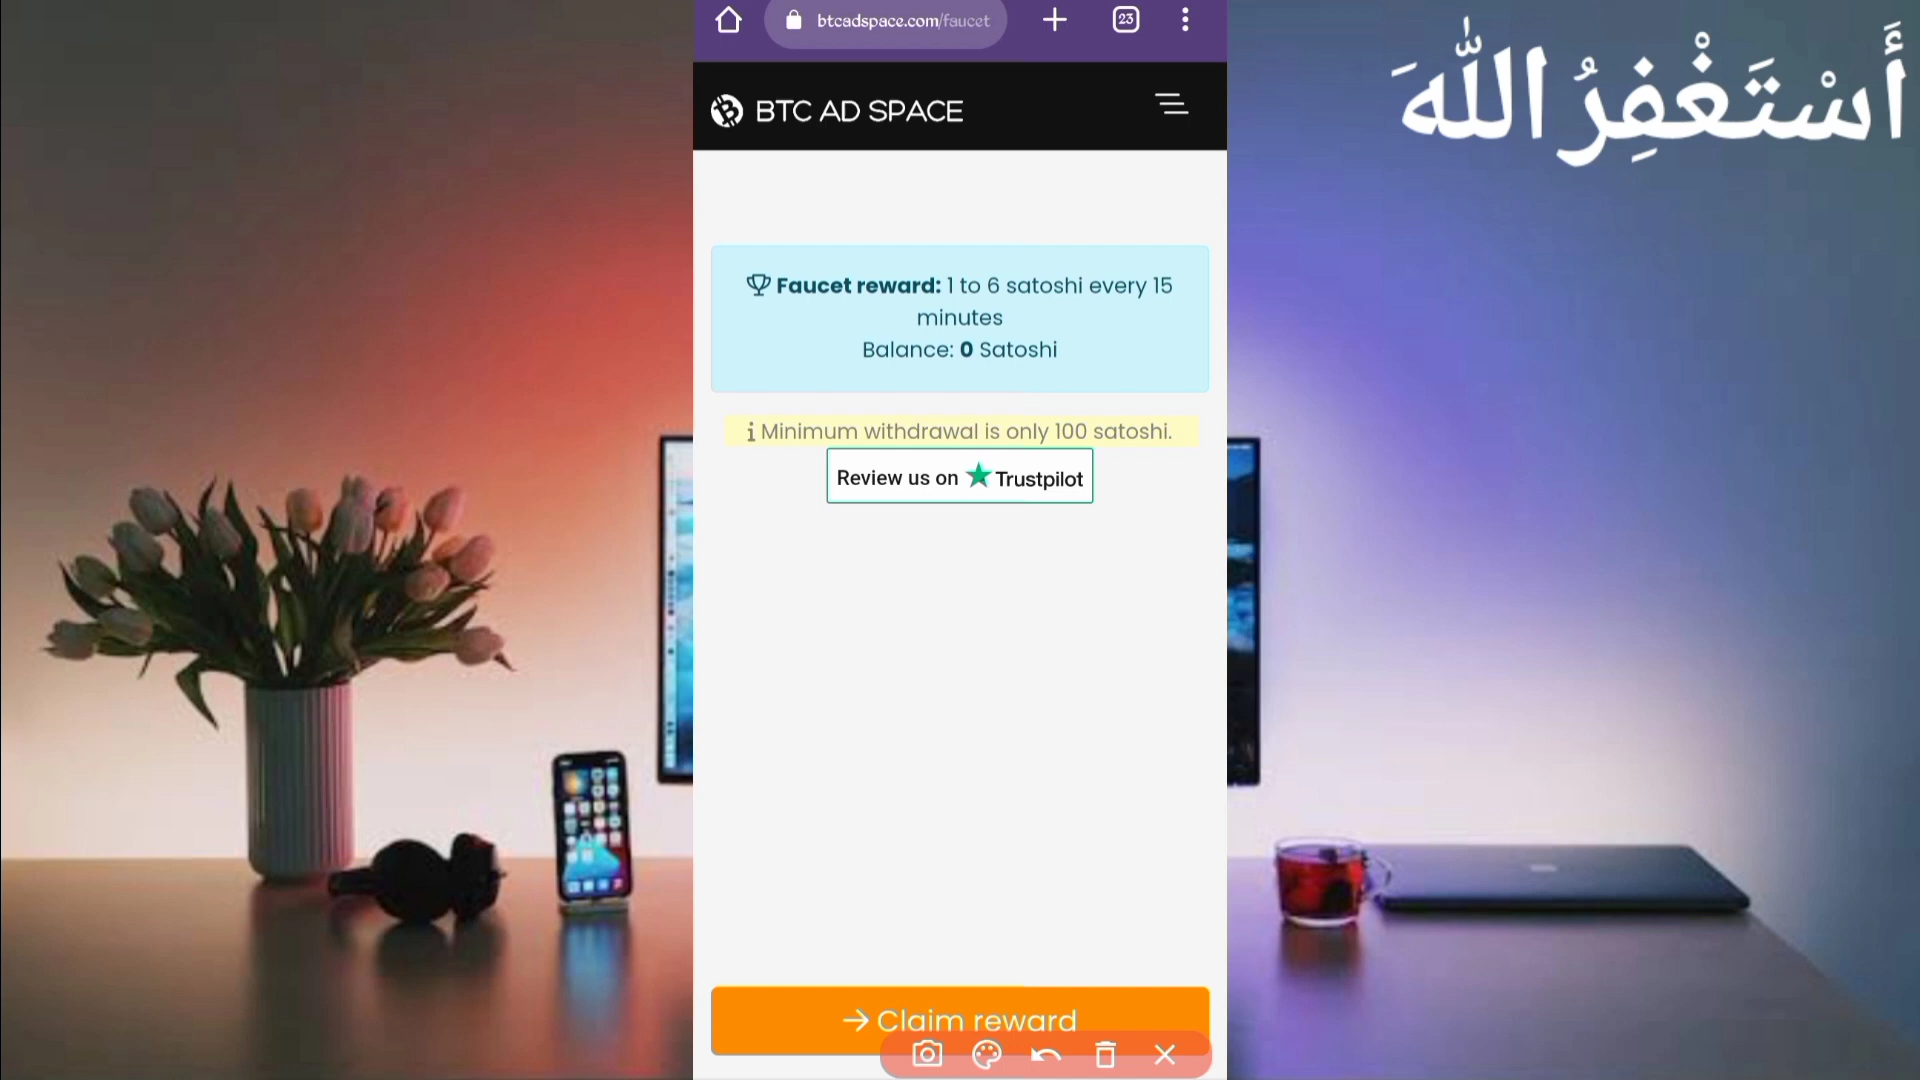 btcadspace.com/faucet
23
BTC AD SPACE
أَسْتَغْفِرُ اللَّهَ
Faucet reward: 1 to 6 satoshi every 15
minutes
Balance: 0 Satoshi
Minimum withdrawal is only 100 satoshi.
Review us on Trustpilot
→ Claim reward